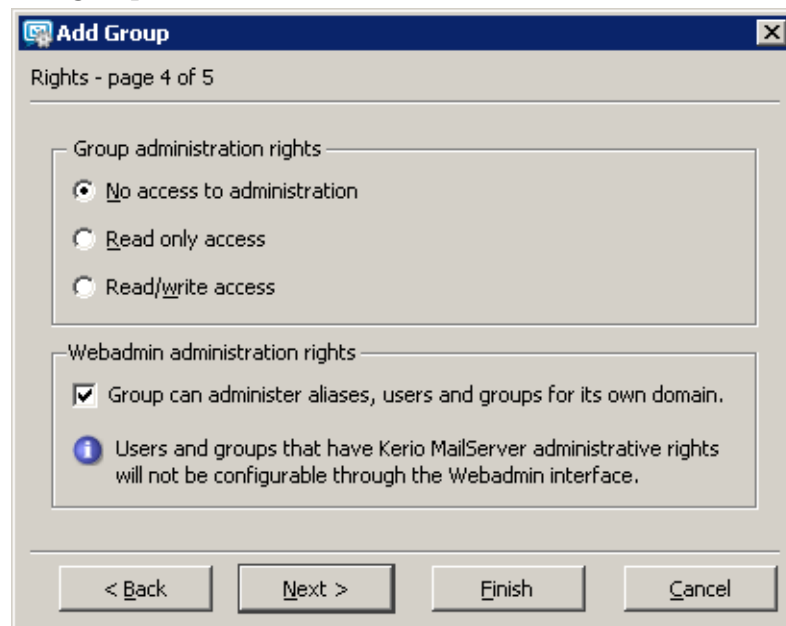 Add Group
Rights - page 4 of 5
Group administration rights
No access to administration
Read only access
Read/write access
Webadmin administration rights
Group can administer aliases, users and groups for its own domain.
Users and groups that have Kerio MailServer administrative rights
will not be configurable through the Webadmin interface.
< Back Next > Finish Cancel